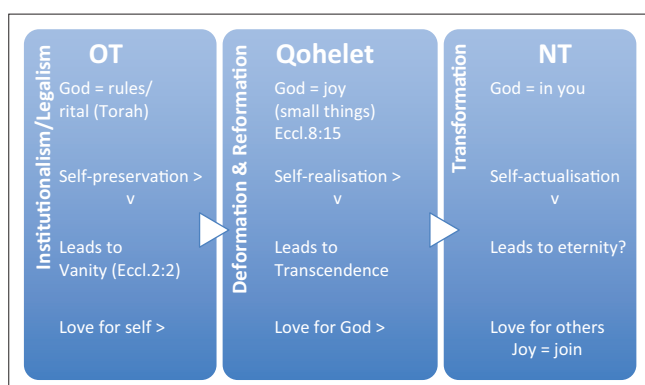 Institutionalism/Legalism
OT
God = rules/
rital (Torah)
Self-preservation >
v
Leads to
Vanity (Eccl.2:2)
Love for self >
Deformation & Reformation
Qohelet
God = joy
(small things)
Eccl.8:15
Self-realisation >
v
Leads to
Transcendence
Love for God >
Transformation
NT
God = in you
Self-actualisation
v
Leads to eternity?
Love for others
Joy = join